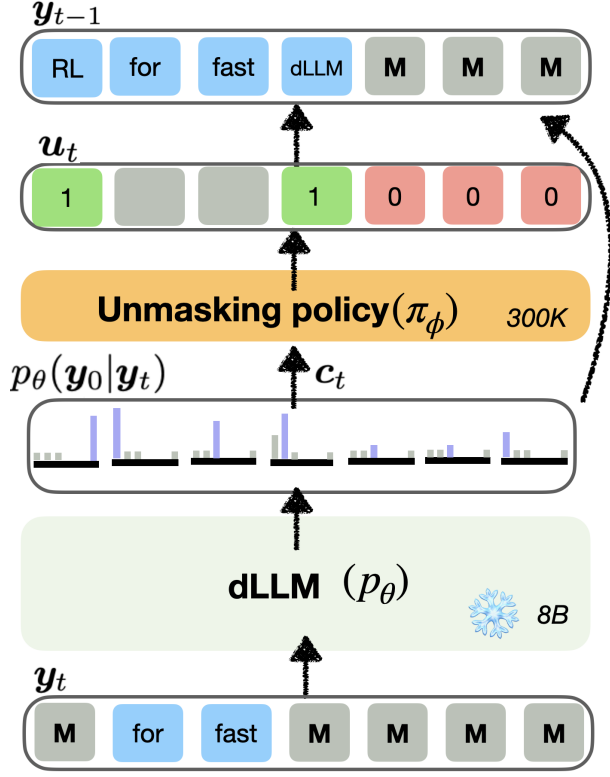 y_{t−1}
RL for fast dLLM M M M
u_t
1 1 0 0 0
Unmasking policy(π_ϕ) 300K
p_θ(y_0|y_t) c_t
dLLM (p_θ)
8B
y_t
M for fast M M M M